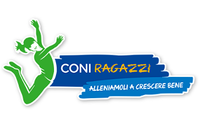 CONI RAGAZZI
ALLENIAMOLI A CRESCERE BENE